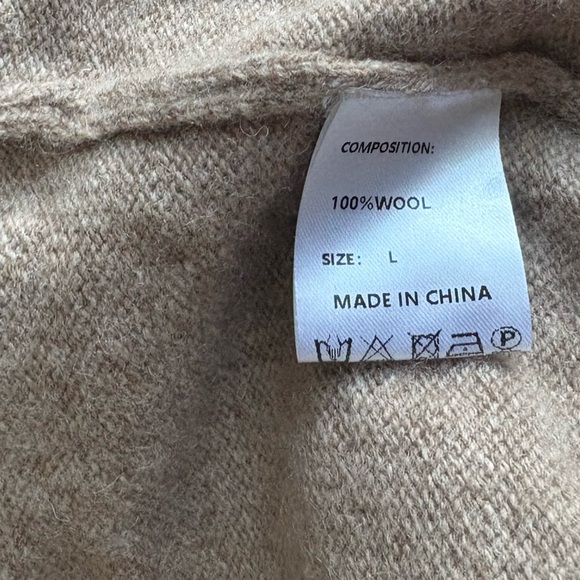 COMPOSITION:
100%WOOL
SIZE: L
MADE IN CHINA
P